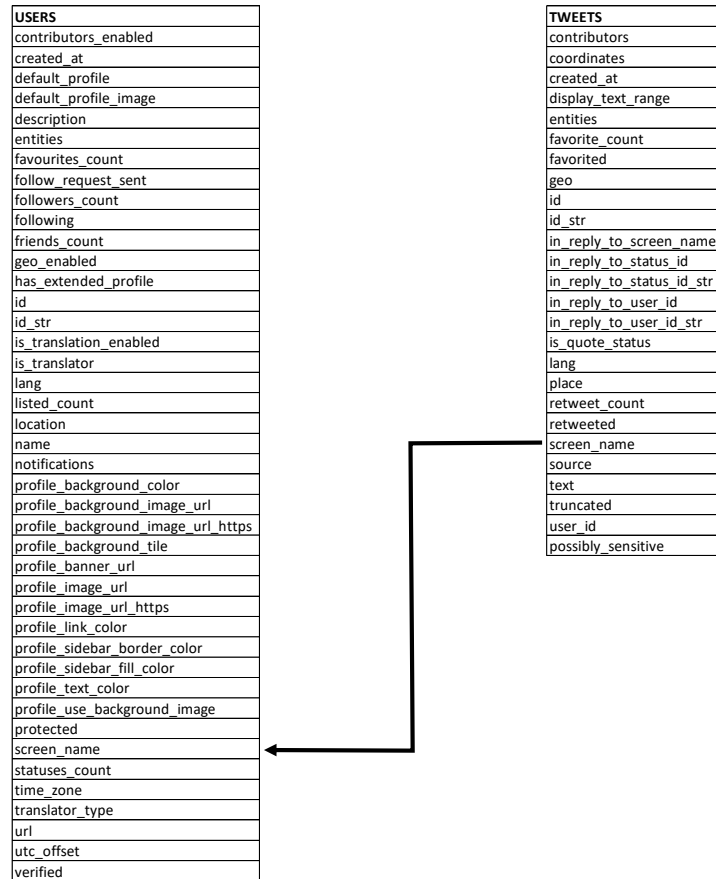 USERS
contributors_enabled
created_at
default_profile
default_profile_image
description
entities
favourites_count
follow_request_sent
followers_count
following
friends_count
geo_enabled
has_extended_profile
id
id_str
is_translation_enabled
is_translator
lang
listed_count
location
name
notifications
profile_background_color
profile_background_image_url
profile_background_image_url_https
profile_background_tile
profile_banner_url
profile_image_url
profile_image_url_https
profile_link_color
profile_sidebar_border_color
profile_sidebar_fill_color
profile_text_color
profile_use_background_image
protected
screen_name
statuses_count
time_zone
translator_type
url
utc_offset
verified
TWEETS
contributors
coordinates
created_at
display_text_range
entities
favorite_count
favorited
geo
id
id_str
in_reply_to_screen_name
in_reply_to_status_id
in_reply_to_status_id_str
in_reply_to_user_id
in_reply_to_user_id_str
is_quote_status
lang
place
retweet_count
retweeted
screen_name
source
text
truncated
user_id
possibly_sensitive